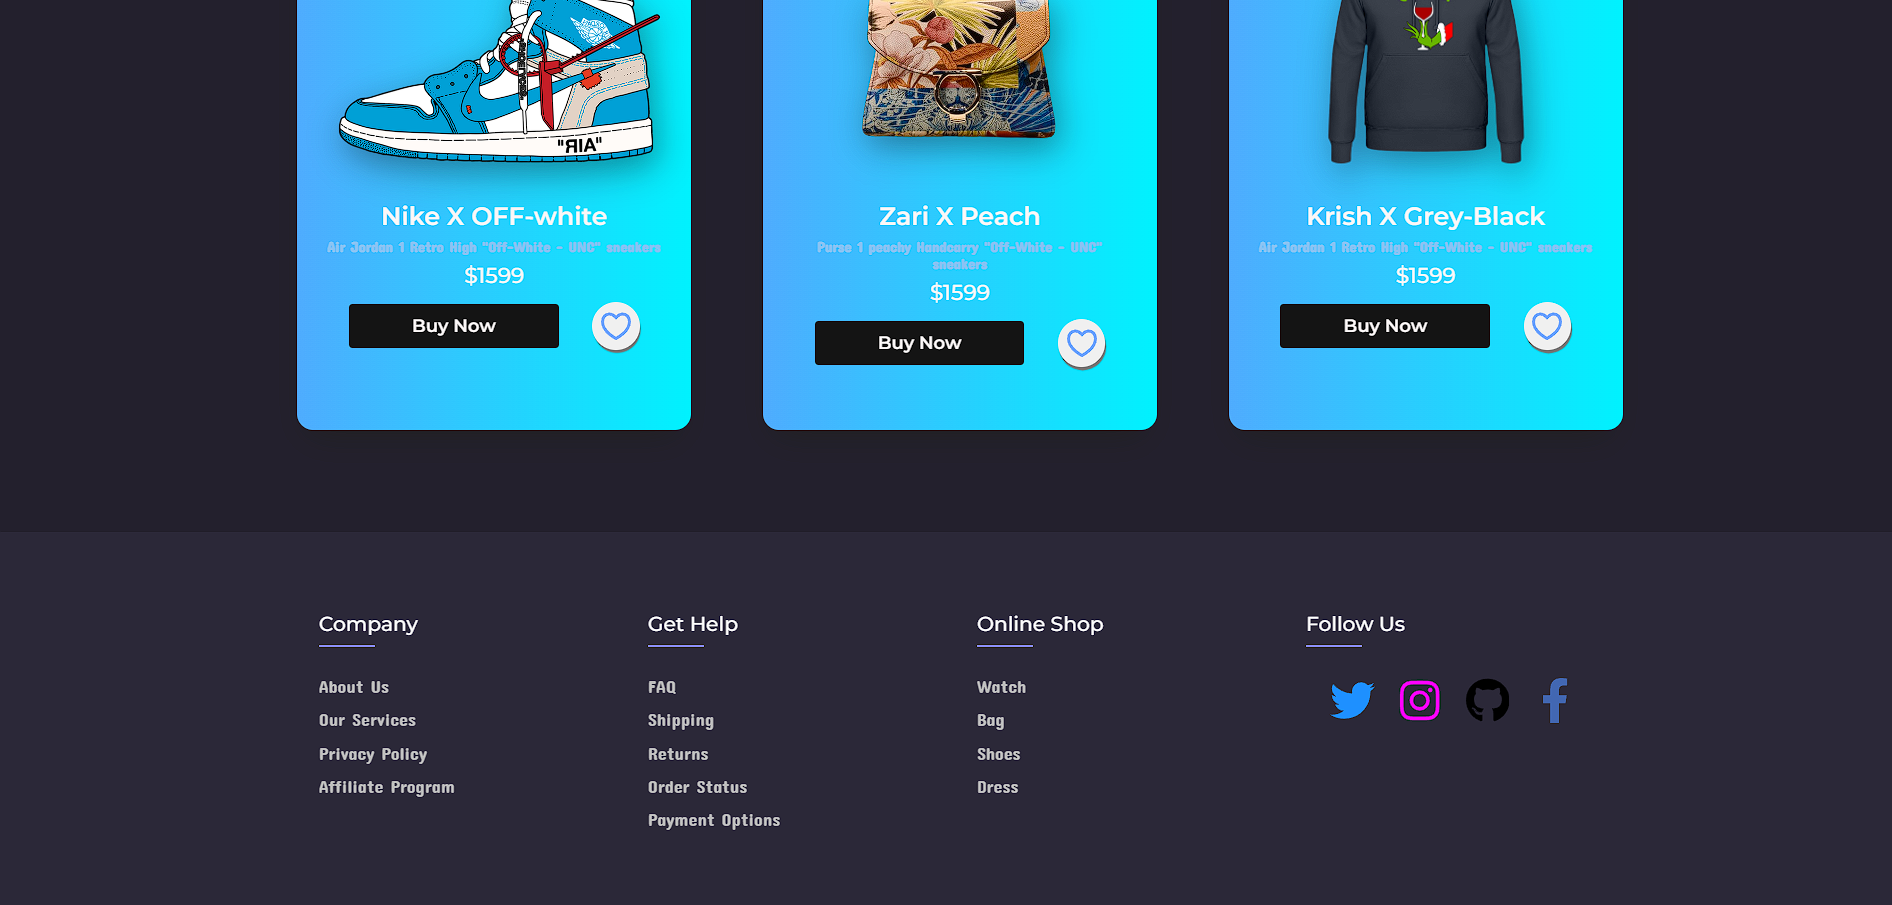 "ЯIA"
Nike X OFF-white
Air Jordan 1 Retro High "Off-White - UNC" sneakers
$1599
Buy Now
Zari X Peach
Purse 1 peachy Handcarry "Off-White - UNC"
sneakers
$1599
Buy Now
Krish X Grey-Black
Air Jordan 1 Retro High "Off-White - UNC" sneakers
$1599
Buy Now
Company
About Us
Our Services
Privacy Policy
Affiliate Program
Get Help
FAQ
Shipping
Returns
Order Status
Payment Options
Online Shop
Watch
Bag
Shoes
Dress
Follow Us